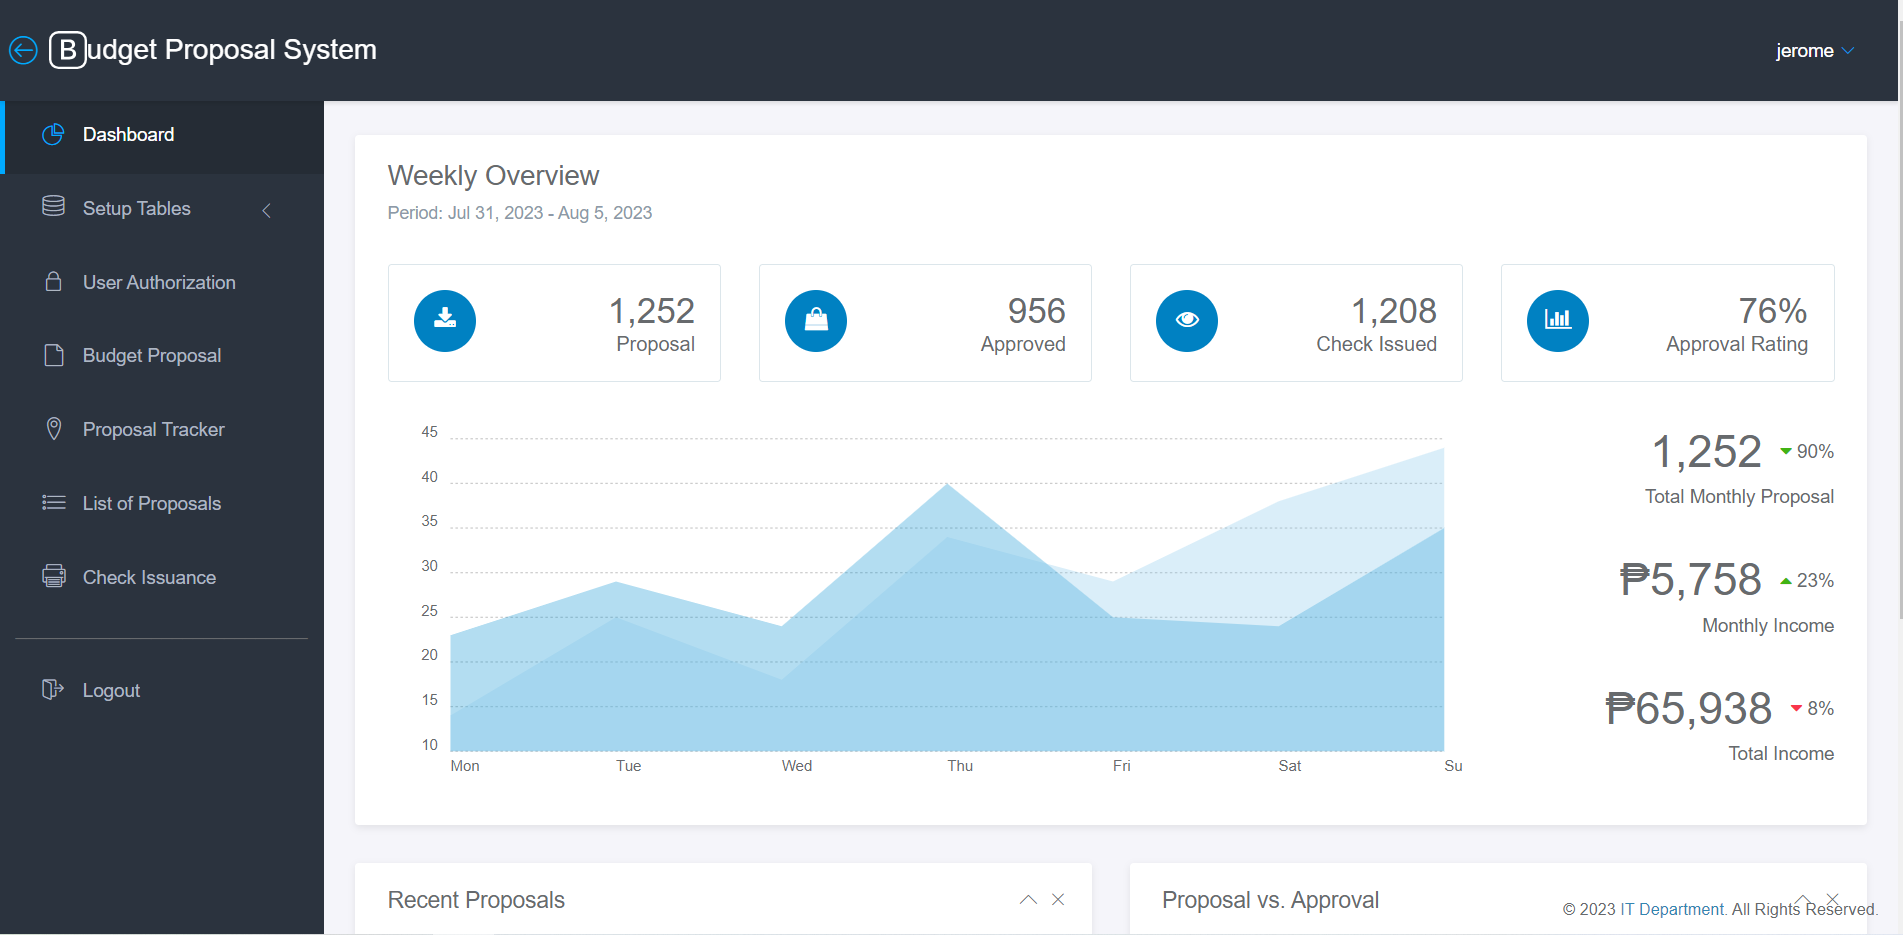 Budget Proposal System
jerome
Dashboard
Setup Tables
User Authorization
Budget Proposal
Proposal Tracker
List of Proposals
Check Issuance
Logout
Weekly Overview
Period: Jul 31, 2023 - Aug 5, 2023
1,252
Proposal
956
Approved
1,208
Check Issued
76%
Approval Rating
45
40
35
30
25
20
15
10
Mon Tue Wed Thu Fri Sat Su
1,252 90%
Total Monthly Proposal
₱5,758 23%
Monthly Income
₱65,938 8%
Total Income
Recent Proposals
Proposal vs. Approval
© 2023 IT Department. All Rights Reserved.